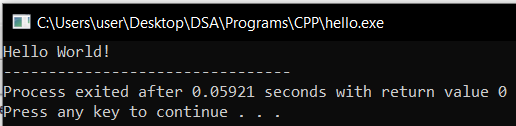 C:\Users\user\Desktop\DSA\Programs\CPP\hello.exe
Hello World!
--------------------------------
Process exited after 0.05921 seconds with return value 0
Press any key to continue . . .